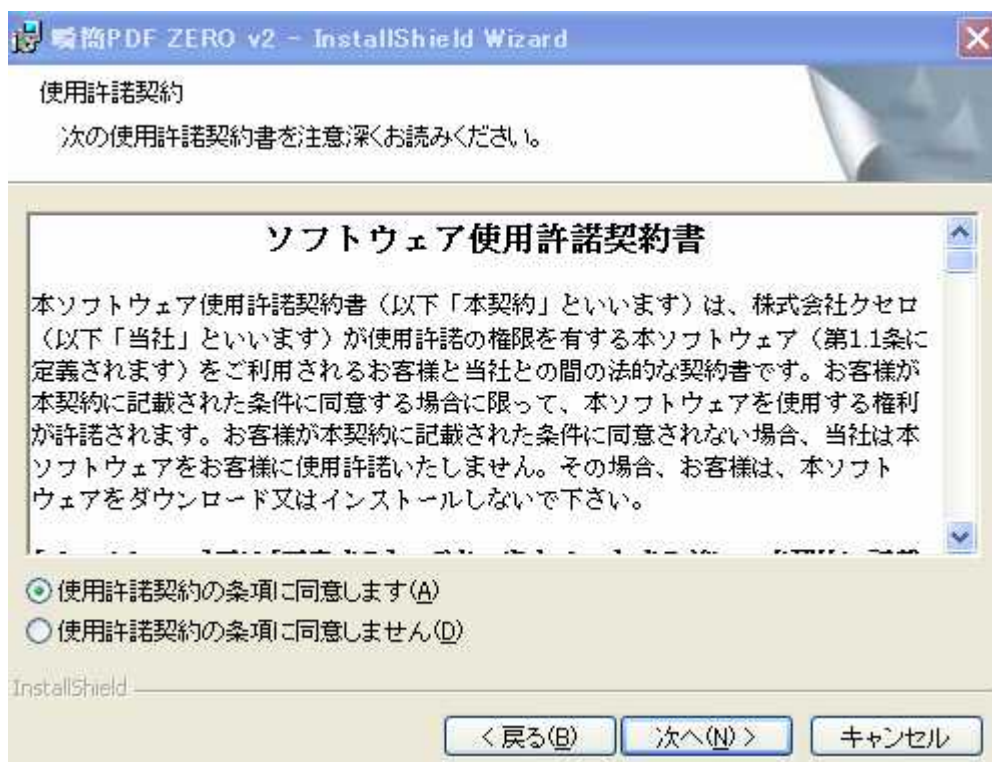 瞬簡PDF ZERO v2 - InstallShield Wizard
使用許諾契約
次の使用許諾契約書を注意深くお読みください。
ソフトウェア使用許諾契約書
本ソフトウェア使用許諾契約書（以下「本契約」といいます）は、株式会社クセロ
（以下「当社」といいます）が使用許諾の権限を有する本ソフトウェア（第1.1条に
定義されます）をご利用されるお客様と当社との間の法的な契約書です。お客様が
本契約に記載された条件に同意する場合に限って、本ソフトウェアを使用する権利
が許諾されます。お客様が本契約に記載された条件に同意されない場合、当社は本
ソフトウェアをお客様に使用許諾いたしません。その場合、お客様は、本ソフト
ウェアをダウンロード又はインストールしないで下さい。
使用許諾契約の条項に同意します(A)
使用許諾契約の条項に同意しません(D)
InstallShield
< 戻る(B) 次へ(N) > キャンセル